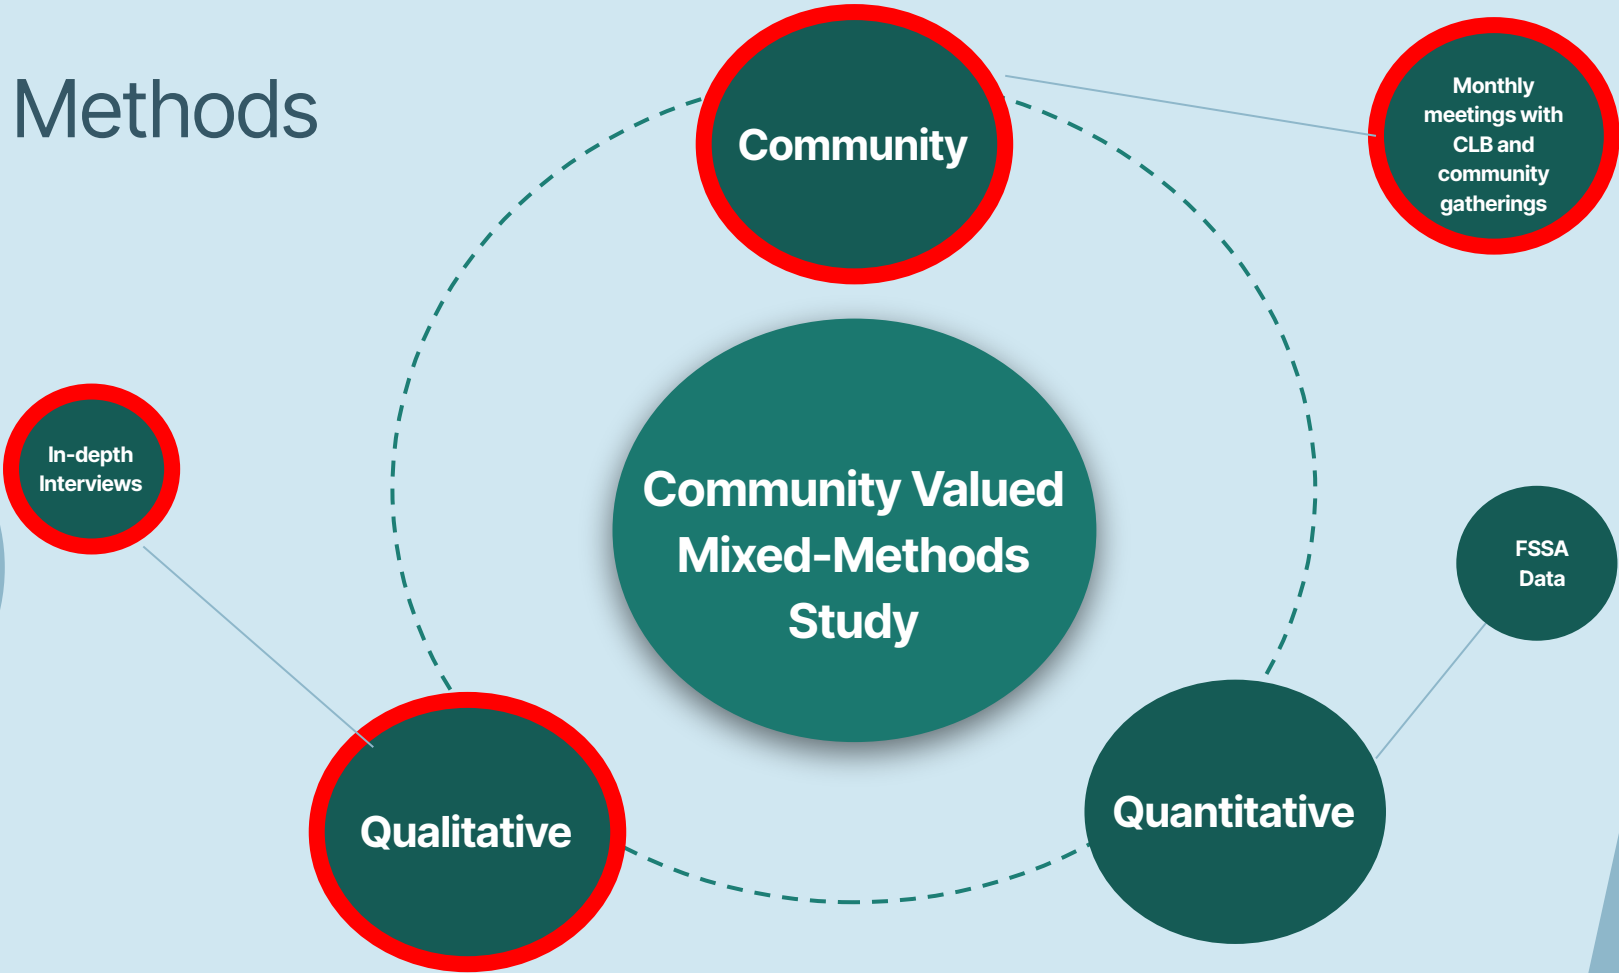 Methods
Community
Monthly
meetings with
CLB and
community
gatherings
In-depth
Interviews
Community Valued
Mixed-Methods
Study
FSSA
Data
Qualitative
Quantitative